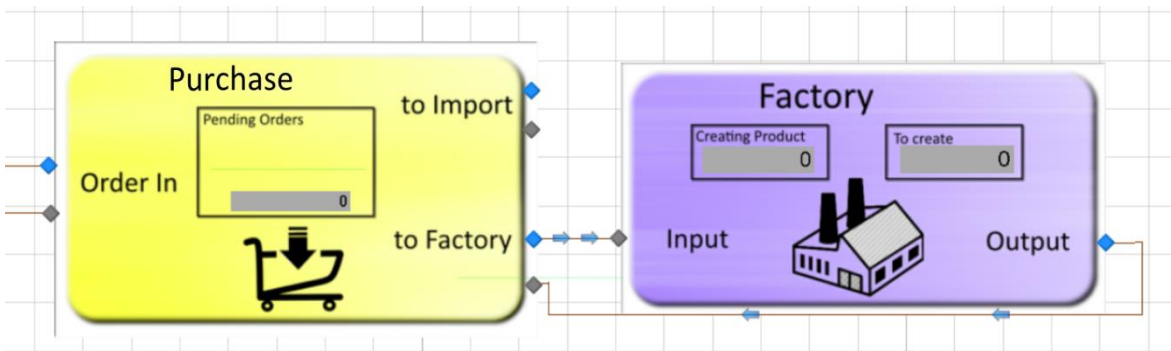 Purchase
Pending Orders
0
Order In
to Import
to Factory
Factory
Creating Product
0
To create
0
Input
Output